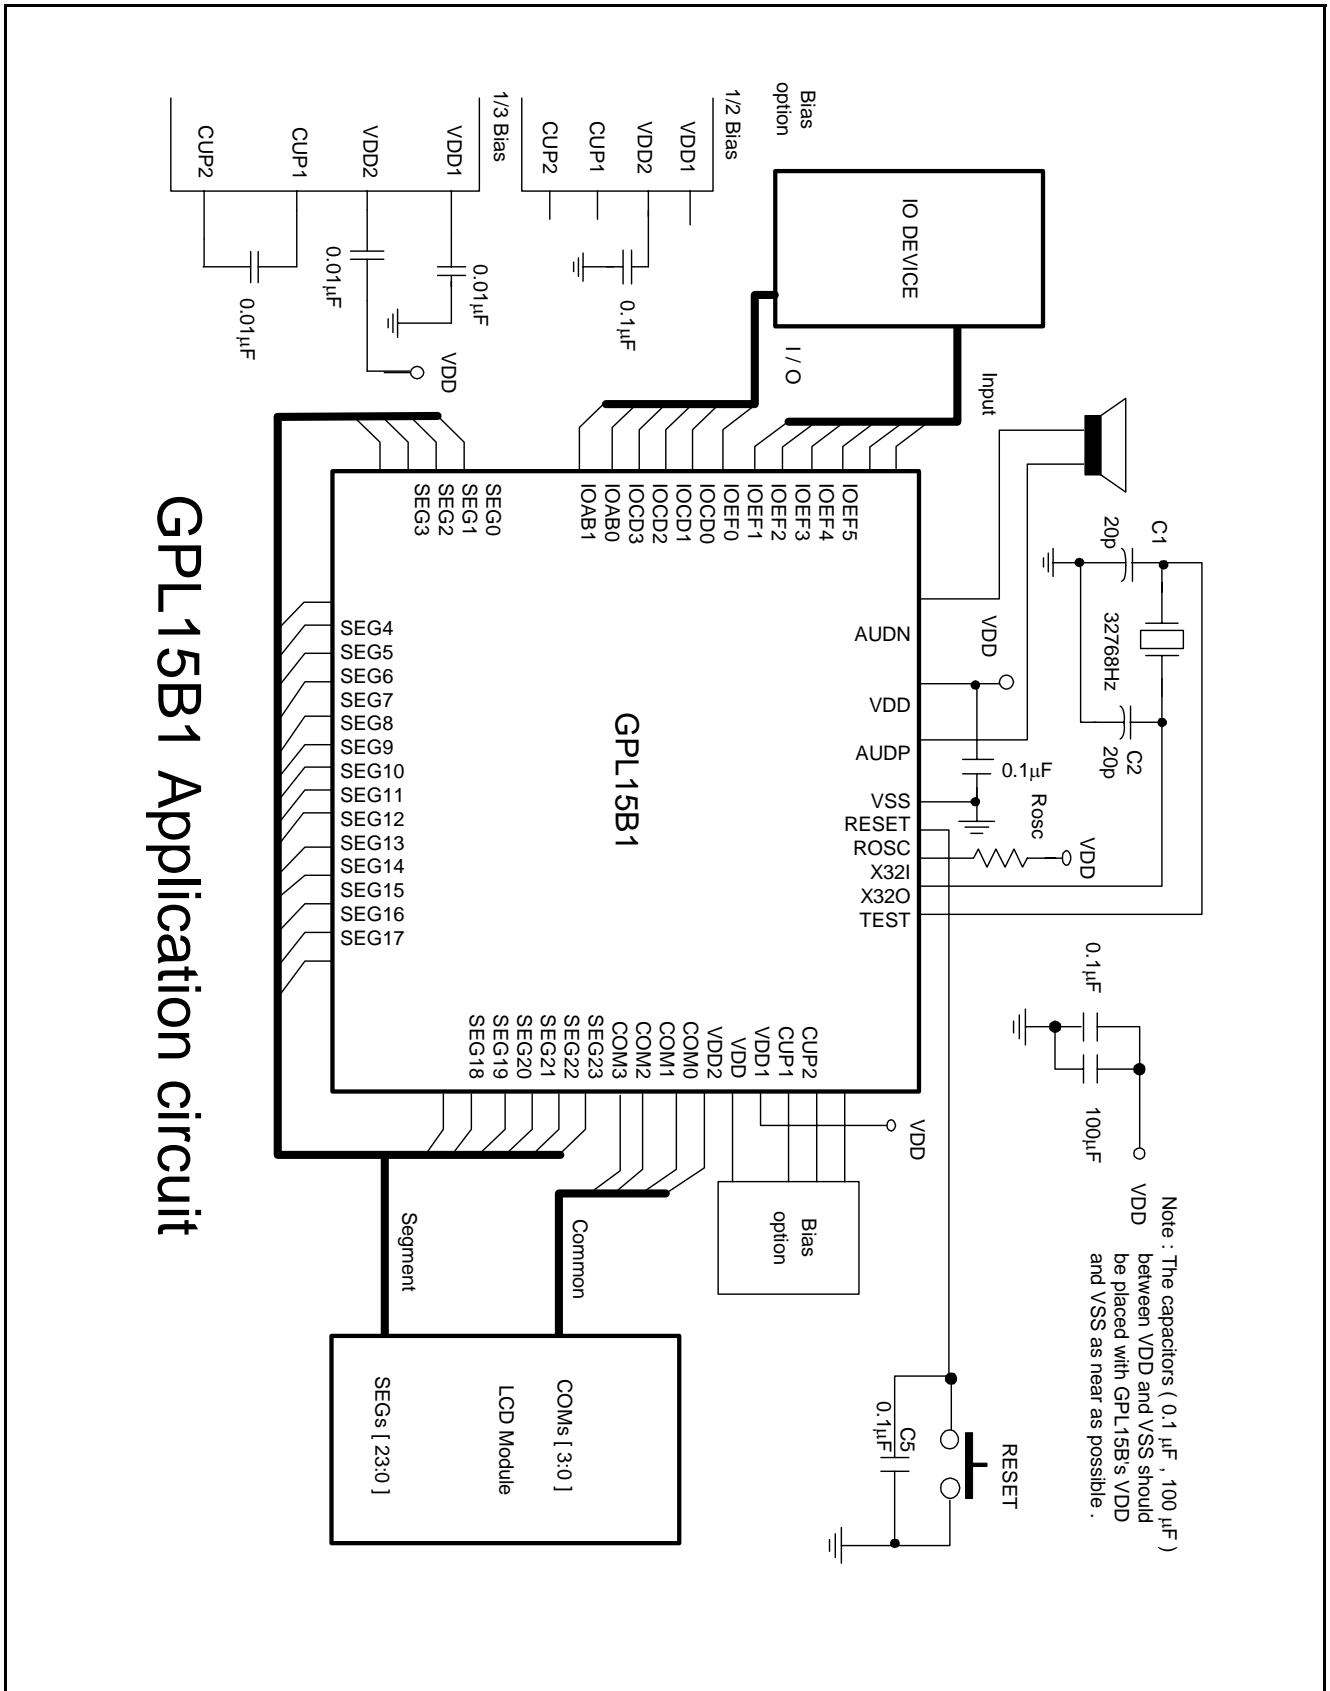 Note : The capacitors ( 0.1 μF , 100 μF )
between VDD and VSS should
be placed with GPL15B's VDD
and VSS as near as possible .
C1
20p
32768Hz
C2
20p
0.1μF
100μF
VDD
RESET
C5
0.1μF
VDD
0.1μF
Rosc
VDD
Input
I / O
IO DEVICE
Bias
option
1/2 Bias
VDD1
VDD2
CUP1
CUP2
0.1μF
1/3 Bias
VDD1
VDD2
CUP1
CUP2
0.01μF
0.01μF
0.01μF
VDD
AUDN
VDD
AUDP
VSS
RESET
ROSC
X32I
X32O
TEST
IOEF5
IOEF4
IOEF3
IOEF2
IOEF1
IOEF0
IOCD0
IOCD1
IOCD2
IOCD3
IOAB0
IOAB1
SEG0
SEG1
SEG2
SEG3
GPL15B1
CUP2
CUP1
VDD1
VDD
VDD2
COM0
COM1
COM2
COM3
SEG23
SEG22
SEG21
SEG20
SEG19
SEG18
SEG4
SEG5
SEG6
SEG7
SEG8
SEG9
SEG10
SEG11
SEG12
SEG13
SEG14
SEG15
SEG16
SEG17
VDD
Bias
option
Common
Segment
COMs [ 3:0 ]
LCD Module
SEGs [ 23:0 ]
GPL15B1 Application circuit